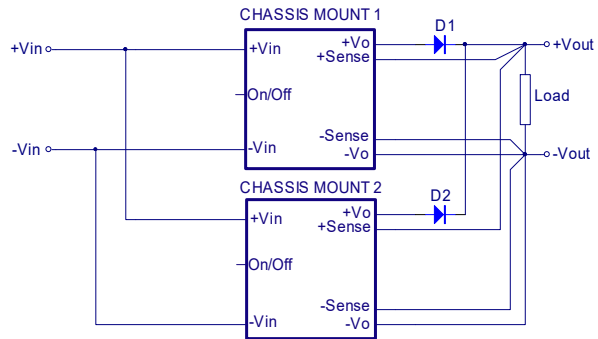 CHASSIS MOUNT 1
D1
+Vin
+Vin
+Vo
+Sense
+Vout
On/Off
Load
-Vin
-Vin
-Sense
-Vo
-Vout
CHASSIS MOUNT 2
D2
+Vin
+Vo
+Sense
On/Off
-Vin
-Sense
-Vo